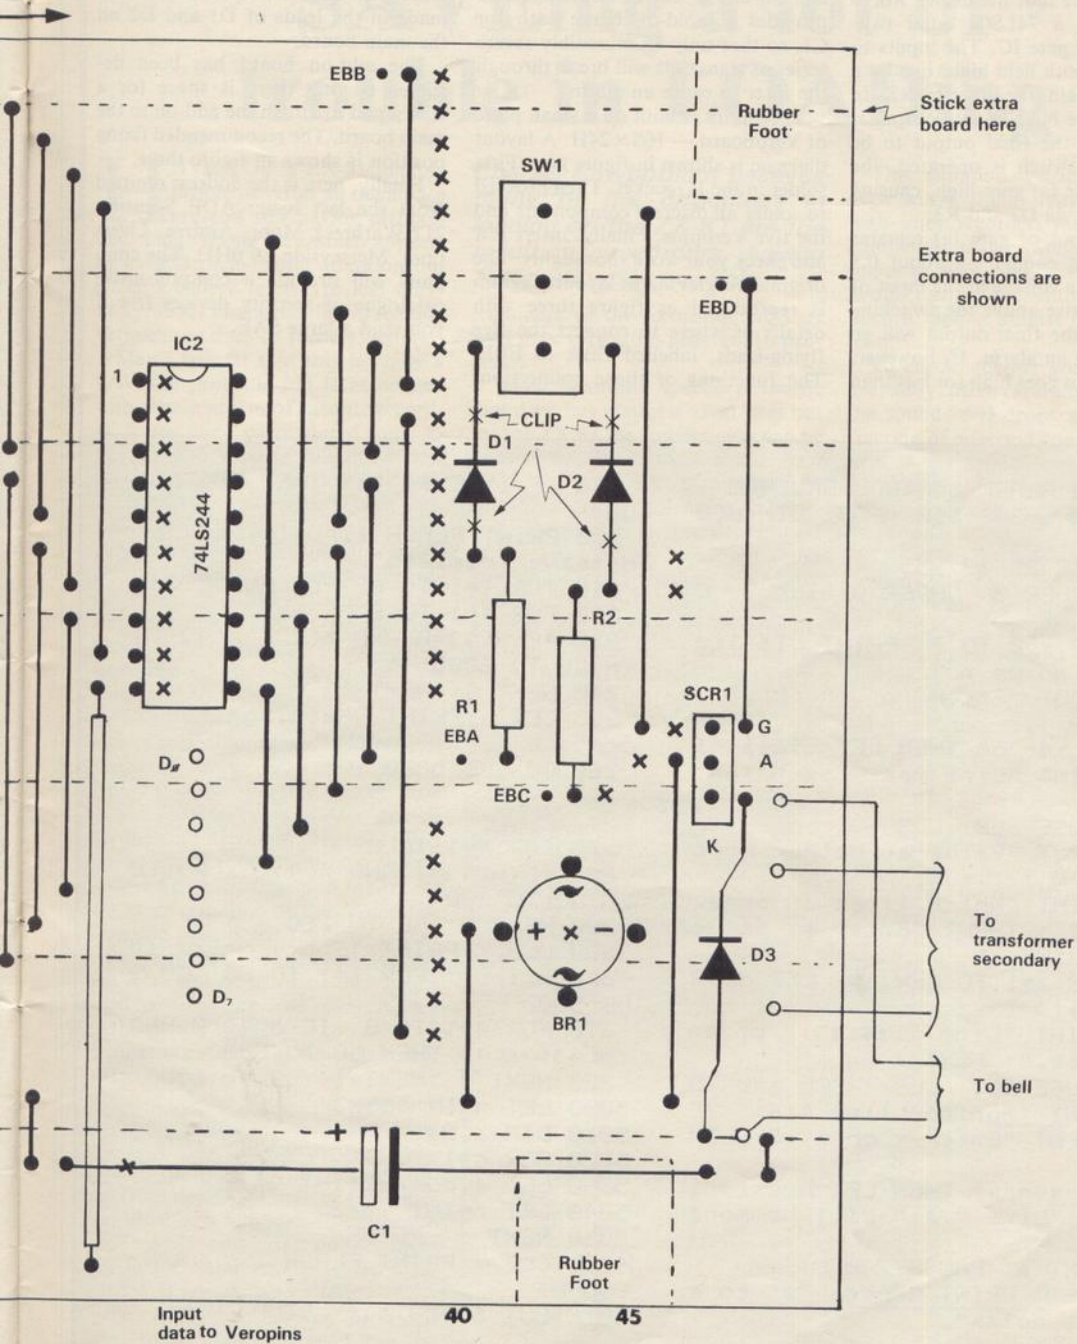 EBB
Rubber
Foot
Stick extra
board here
SW1
Extra board
connections are
shown
EBD
IC2
1
CLIP
D1
D2
74LS244
R2
R1
SCR1
G
EBA
A
D0
EBC
K
+
−
D3
To
transformer
secondary
D7
BR1
To bell
+
C1
Rubber
Foot
Input
data to Veropins
40
45